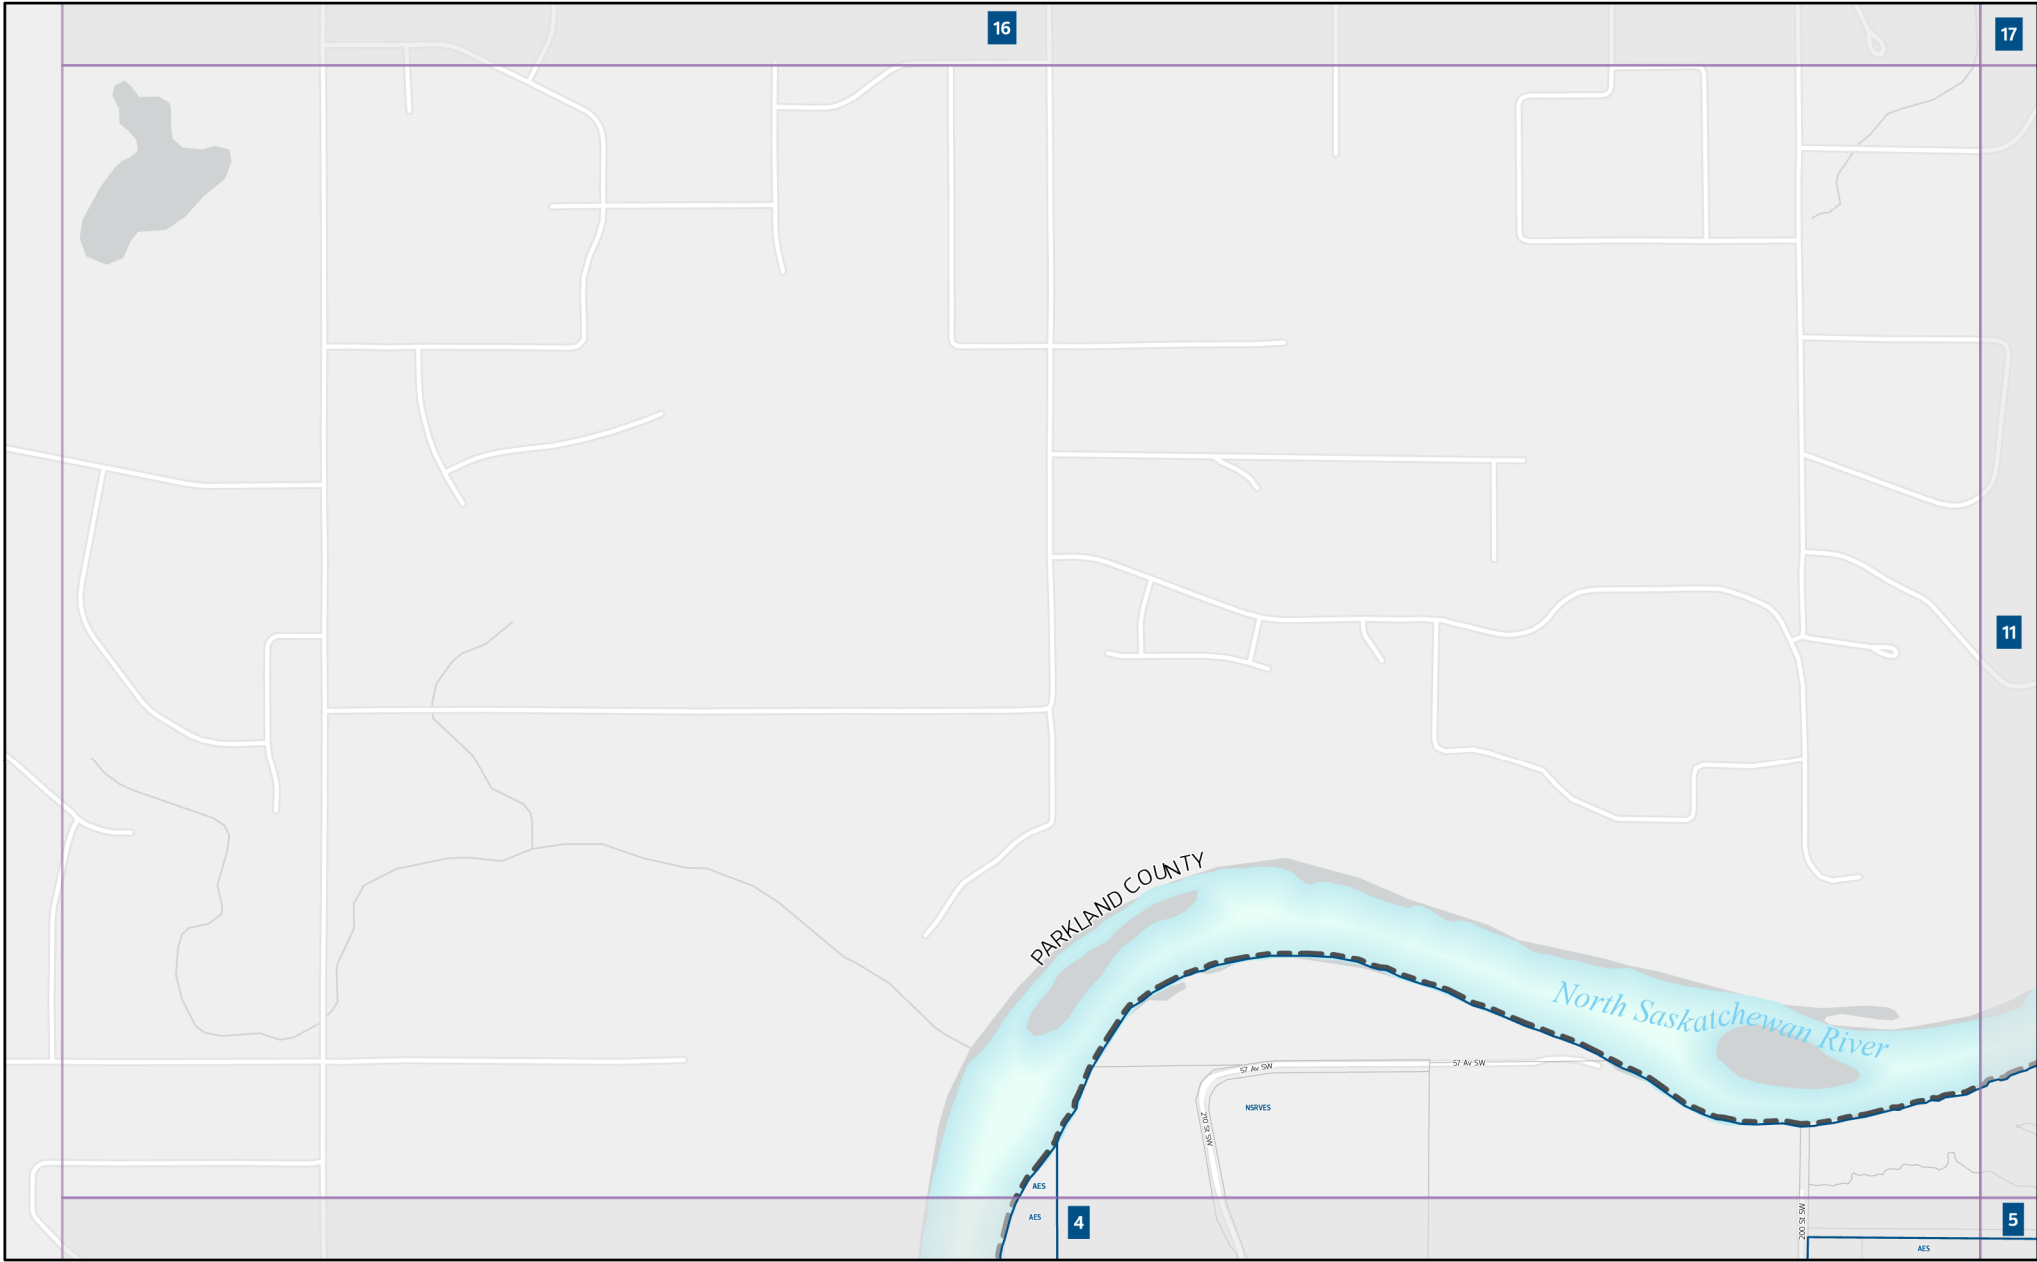 16
17
11
PARKLAND COUNTY
North Saskatchewan River
57 Av SW
57 Av SW
210 St SW
NSRVES
AES
AES
4
200 St SW
5
AES